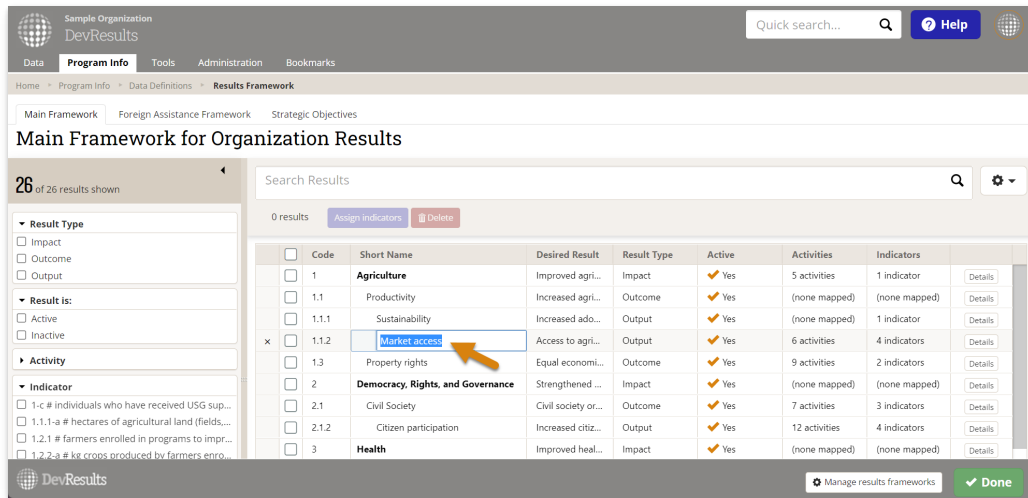 Sample Organization
DevResults
Quick search...
? Help
Data Program Info Tools Administration Bookmarks
Home Program Info Data Definitions Results Framework
Main Framework Foreign Assistance Framework Strategic Objectives
Main Framework for Organization Results
26 of 26 results shown
Search Results
0 results Assign indicators Delete
Result Type
Impact
Outcome
Output
Result is:
Active
Inactive
Activity
Indicator
1-c # individuals who have received USG sup...
1.1.1-a # hectares of agricultural land (fields,...
1.2.1 # farmers enrolled in programs to impr...
1.2.2-a # kg crops produced by farmers enro...
Code Short Name Desired Result Result Type Active Activities Indicators
1 Agriculture Improved agri... Impact Yes 5 activities 1 indicator Details
1.1 Productivity Increased agri... Outcome Yes (none mapped) (none mapped) Details
1.1.1 Sustainability Increased ado... Output Yes (none mapped) 1 indicator Details
x 1.1.2 Market access Access to agri... Output Yes 6 activities 4 indicators Details
1.3 Property rights Equal economi... Outcome Yes 9 activities 2 indicators Details
2 Democracy, Rights, and Governance Strengthened ... Impact Yes (none mapped) (none mapped) Details
2.1 Civil Society Civil society or... Outcome Yes 7 activities 3 indicators Details
2.1.2 Citizen participation Increased citiz... Output Yes 12 activities 4 indicators Details
3 Health Improved heal... Impact Yes (none mapped) (none mapped) Details
DevResults
Manage results frameworks
Done